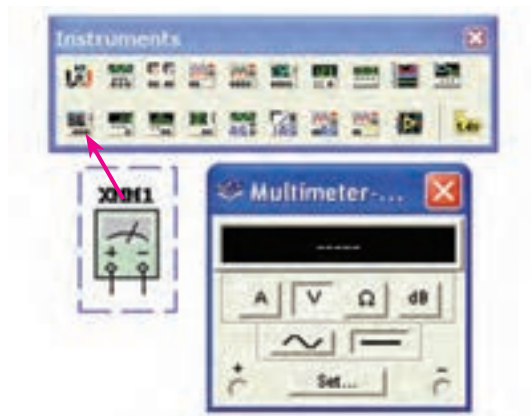 Instruments
XMM1
Multimeter-...
-----
A V Ω dB
+ -
Set...
+ -